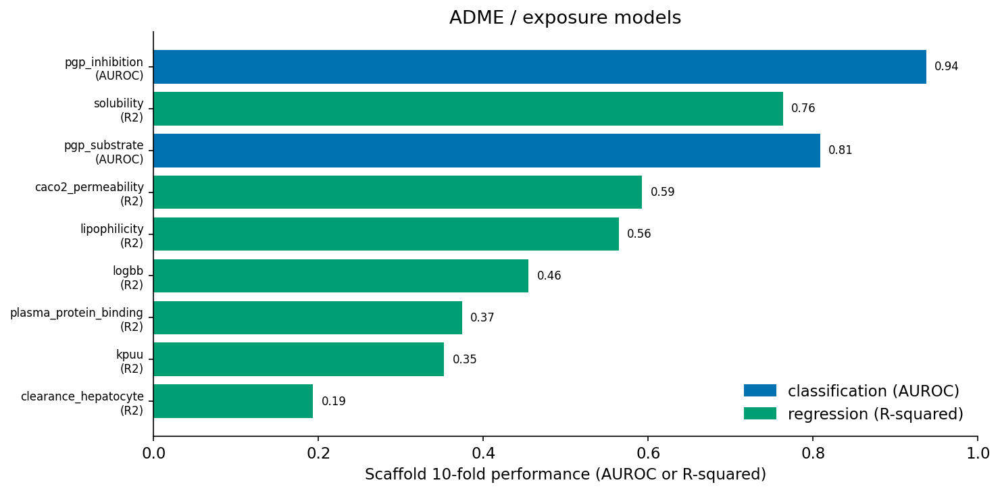 ADME / exposure models
pgp_inhibition
(AUROC)
0.94
solubility
(R2)
0.76
pgp_substrate
(AUROC)
0.81
caco2_permeability
(R2)
0.59
lipophilicity
(R2)
0.56
logbb
(R2)
0.46
plasma_protein_binding
(R2)
0.37
kpuu
(R2)
0.35
clearance_hepatocyte
(R2)
0.19
classification (AUROC)
regression (R-squared)
0.0 0.2 0.4 0.6 0.8 1.0
Scaffold 10-fold performance (AUROC or R-squared)